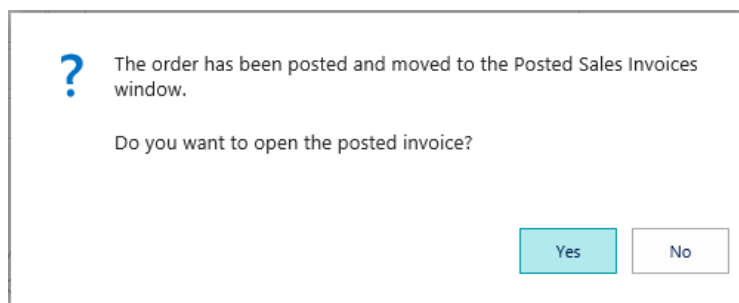 ?
The order has been posted and moved to the Posted Sales Invoices
window.
Do you want to open the posted invoice?
Yes
No